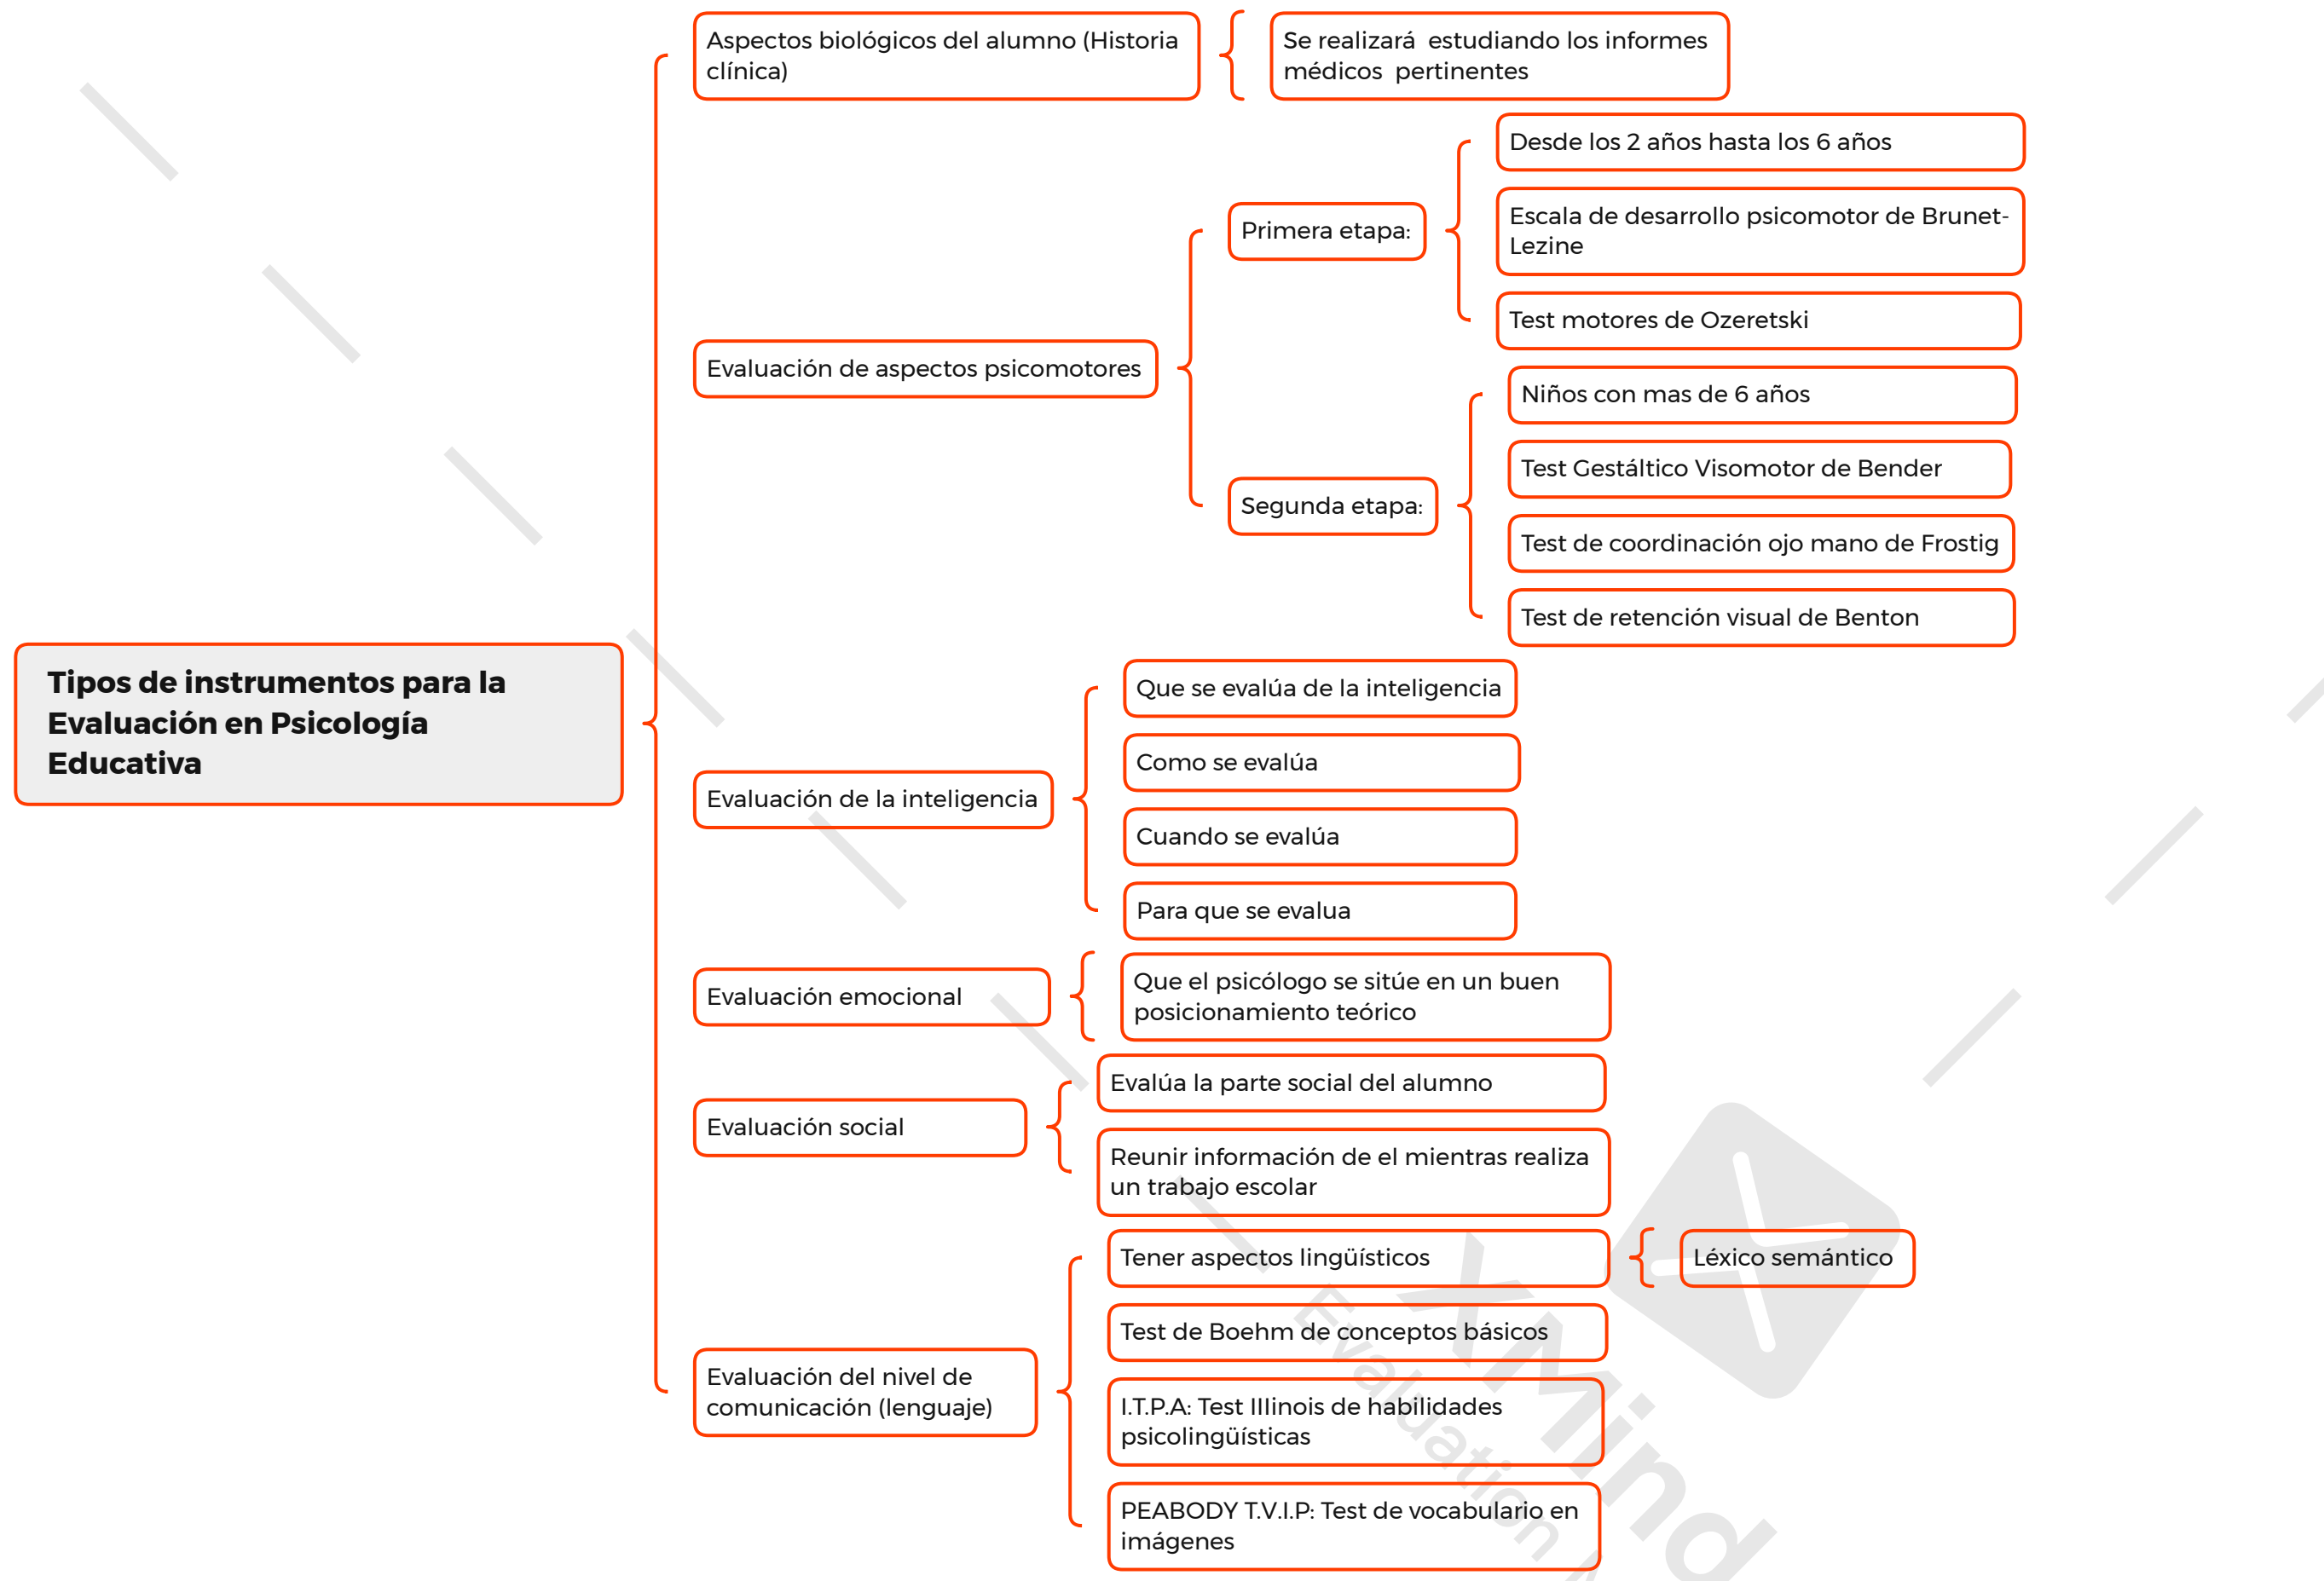 Tipos de instrumentos para la
Evaluación en Psicología
Educativa
Aspectos biológicos del alumno (Historia
clínica)
Se realizará  estudiando los informes
médicos  pertinentes
Evaluación de aspectos psicomotores
Primera etapa:
Desde los 2 años hasta los 6 años
Escala de desarrollo psicomotor de Brunet-
Lezine
Test motores de Ozeretski
Segunda etapa:
Niños con mas de 6 años
Test Gestáltico Visomotor de Bender
Test de coordinación ojo mano de Frostig
Test de retención visual de Benton
Evaluación de la inteligencia
Que se evalúa de la inteligencia
Como se evalúa
Cuando se evalúa
Para que se evalua
Evaluación emocional
Que el psicólogo se sitúe en un buen
posicionamiento teórico
Evaluación social
Evalúa la parte social del alumno
Reunir información de el mientras realiza
un trabajo escolar
Evaluación del nivel de
comunicación (lenguaje)
Tener aspectos lingüísticos
Léxico semántico
Test de Boehm de conceptos básicos
I.T.P.A: Test Illinois de habilidades
psicolingüísticas
PEABODY T.V.I.P: Test de vocabulario en
imágenes
XMind
Evaluation